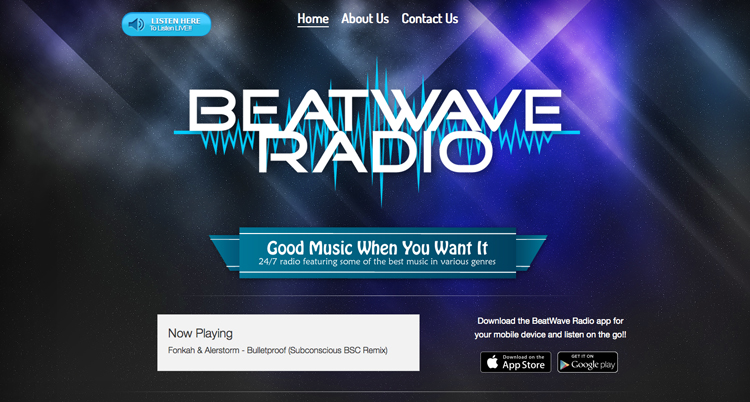 LISTEN HERE
To Listen LIVE!!
Home About Us Contact Us
BEATWAVE
RADIO
Good Music When You Want It
24/7 radio featuring some of the best music in various genres
Now Playing
Fonkah & Alerstorm - Bulletproof (Subconscious BSC Remix)
Download the BeatWave Radio app for
your mobile device and listen on the go!!
Download on the
App Store
GET IT ON
Google play